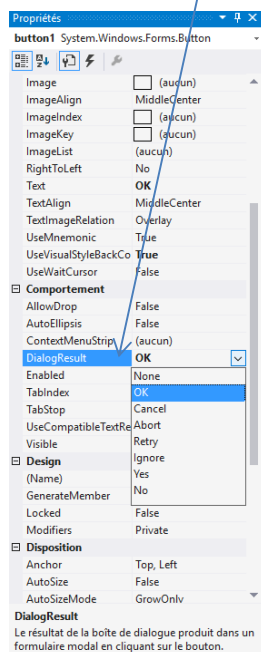 Propriétés
button1 System.Windows.Forms.Button
Image (aucun)
ImageAlign MiddleCenter
ImageIndex (aucun)
ImageKey (aucun)
ImageList (aucun)
RightToLeft No
Text OK
TextAlign MiddleCenter
TextImageRelation Overlay
UseMnemonic True
UseVisualStyleBackCo True
UseWaitCursor False
Comportement
AllowDrop False
AutoEllipsis False
ContextMenuStrip (aucun)
DialogResult OK
Enabled None
TabIndex OK
TabStop Cancel
UseCompatibleTextRe Abort
Visible Retry
Design Ignore
(Name) Yes
GenerateMember No
Locked False
Modifiers Private
Disposition
Anchor Top, Left
AutoSize False
AutoSizeMode GrowOnly
DialogResult
Le résultat de la boîte de dialogue produit dans un
formulaire modal en cliquant sur le bouton.